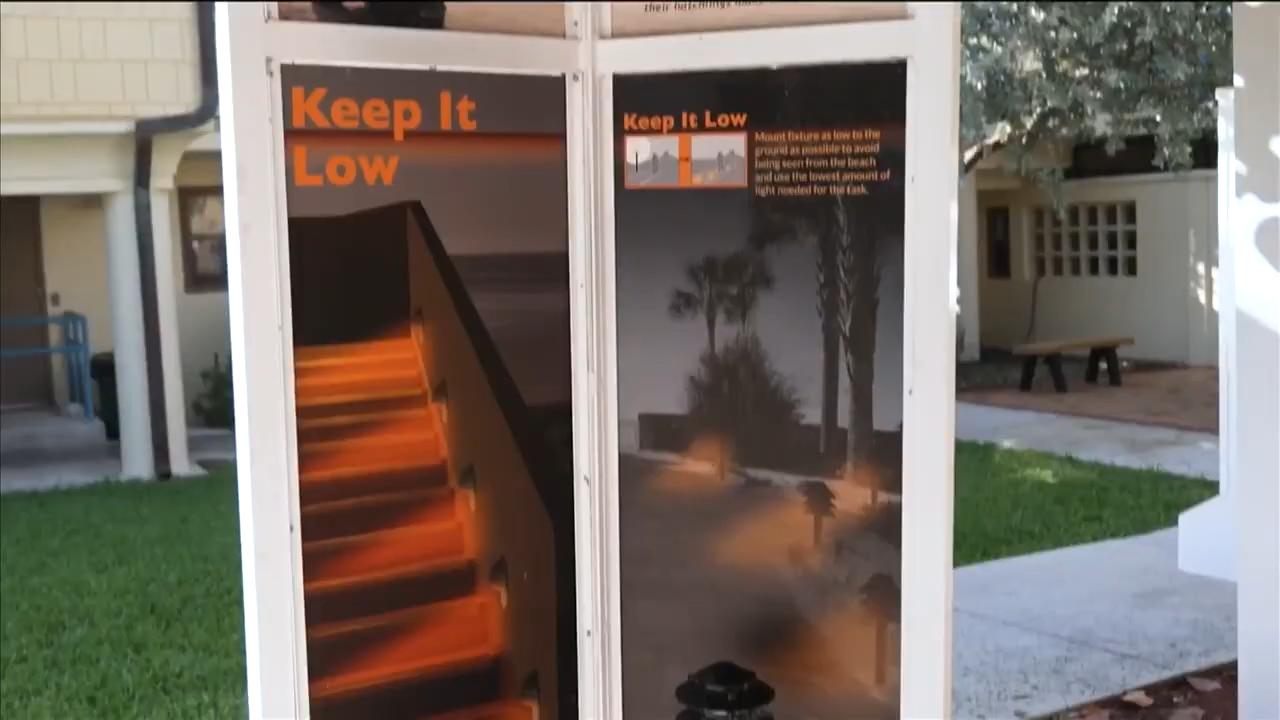 their hatchlings
Keep It
Low
Keep It Low
Mount fixture as low to the
ground as possible to avoid
being seen from the beach
and use the lowest amount of
light needed for the task.